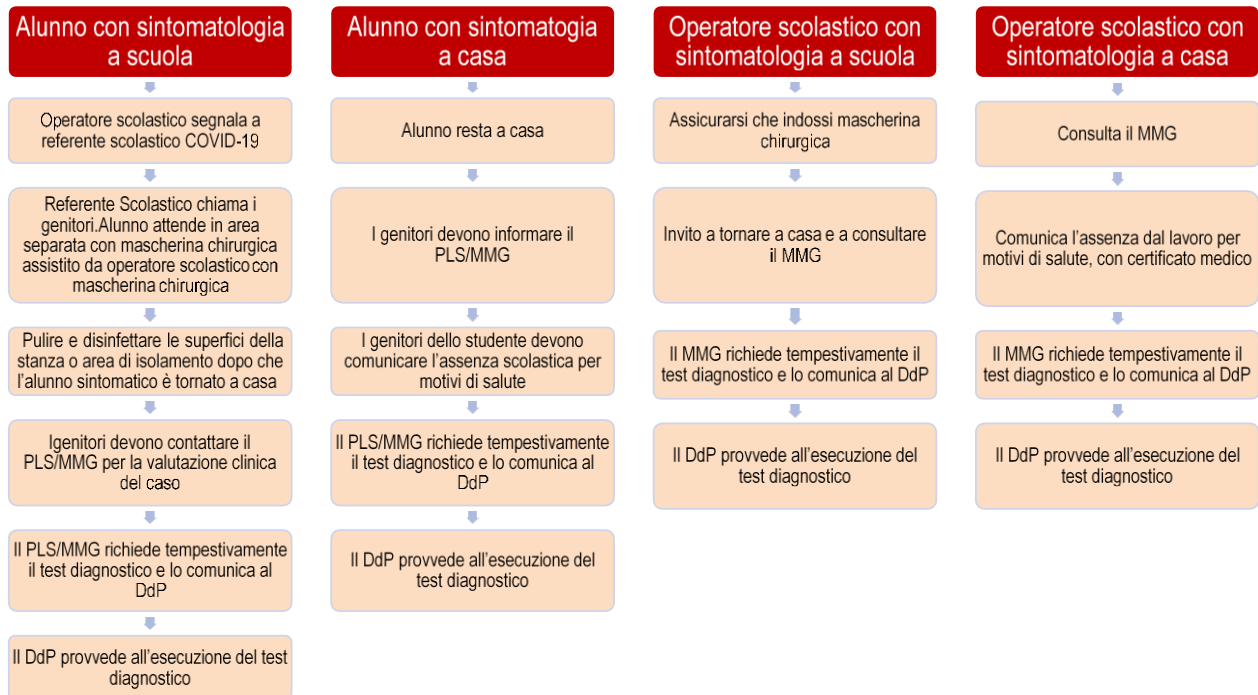 Alunno con sintomatologia
a scuola
Operatore scolastico segnala a
referente scolastico COVID-19
Referente Scolastico chiama i
genitori.Alunno attende in area
separata con mascherina chirurgica
assistito da operatore scolastico con
mascherina chirurgica
Pulire e disinfettare le superfici della
stanza o area di isolamento dopo che
l'alunno sintomatico è tornato a casa
Igenitori devono contattare il
PLS/MMG per la valutazione clinica
del caso
Il PLS/MMG richiede tempestivamente
il test diagnostico e lo comunica al
DdP
Il DdP provvede all'esecuzione del test
diagnostico
Alunno con sintomatogia
a casa
Alunno resta a casa
I genitori devono informare il
PLS/MMG
I genitori dello studente devono
comunicare l'assenza scolastica per
motivi di salute
Il PLS/MMG richiede tempestivamente
il test diagnostico e lo comunica al
DdP
Il DdP provvede all'esecuzione del
test diagnostico
Operatore scolastico con
sintomatologia a scuola
Assicurarsi che indossi mascherina
chirurgica
Invito a tornare a casa e a consultare
il MMG
Il MMG richiede tempestivamente il
test diagnostico e lo comunica al DdP
Il DdP provvede all'esecuzione del
test diagnostico
Operatore scolastico con
sintomatologia a casa
Consulta il MMG
Comunica l'assenza dal lavoro per
motivi di salute, con certificato medico
Il MMG richiede tempestivamente il
test diagnostico e lo comunica al DdP
Il DdP provvede all'esecuzione del
test diagnostico